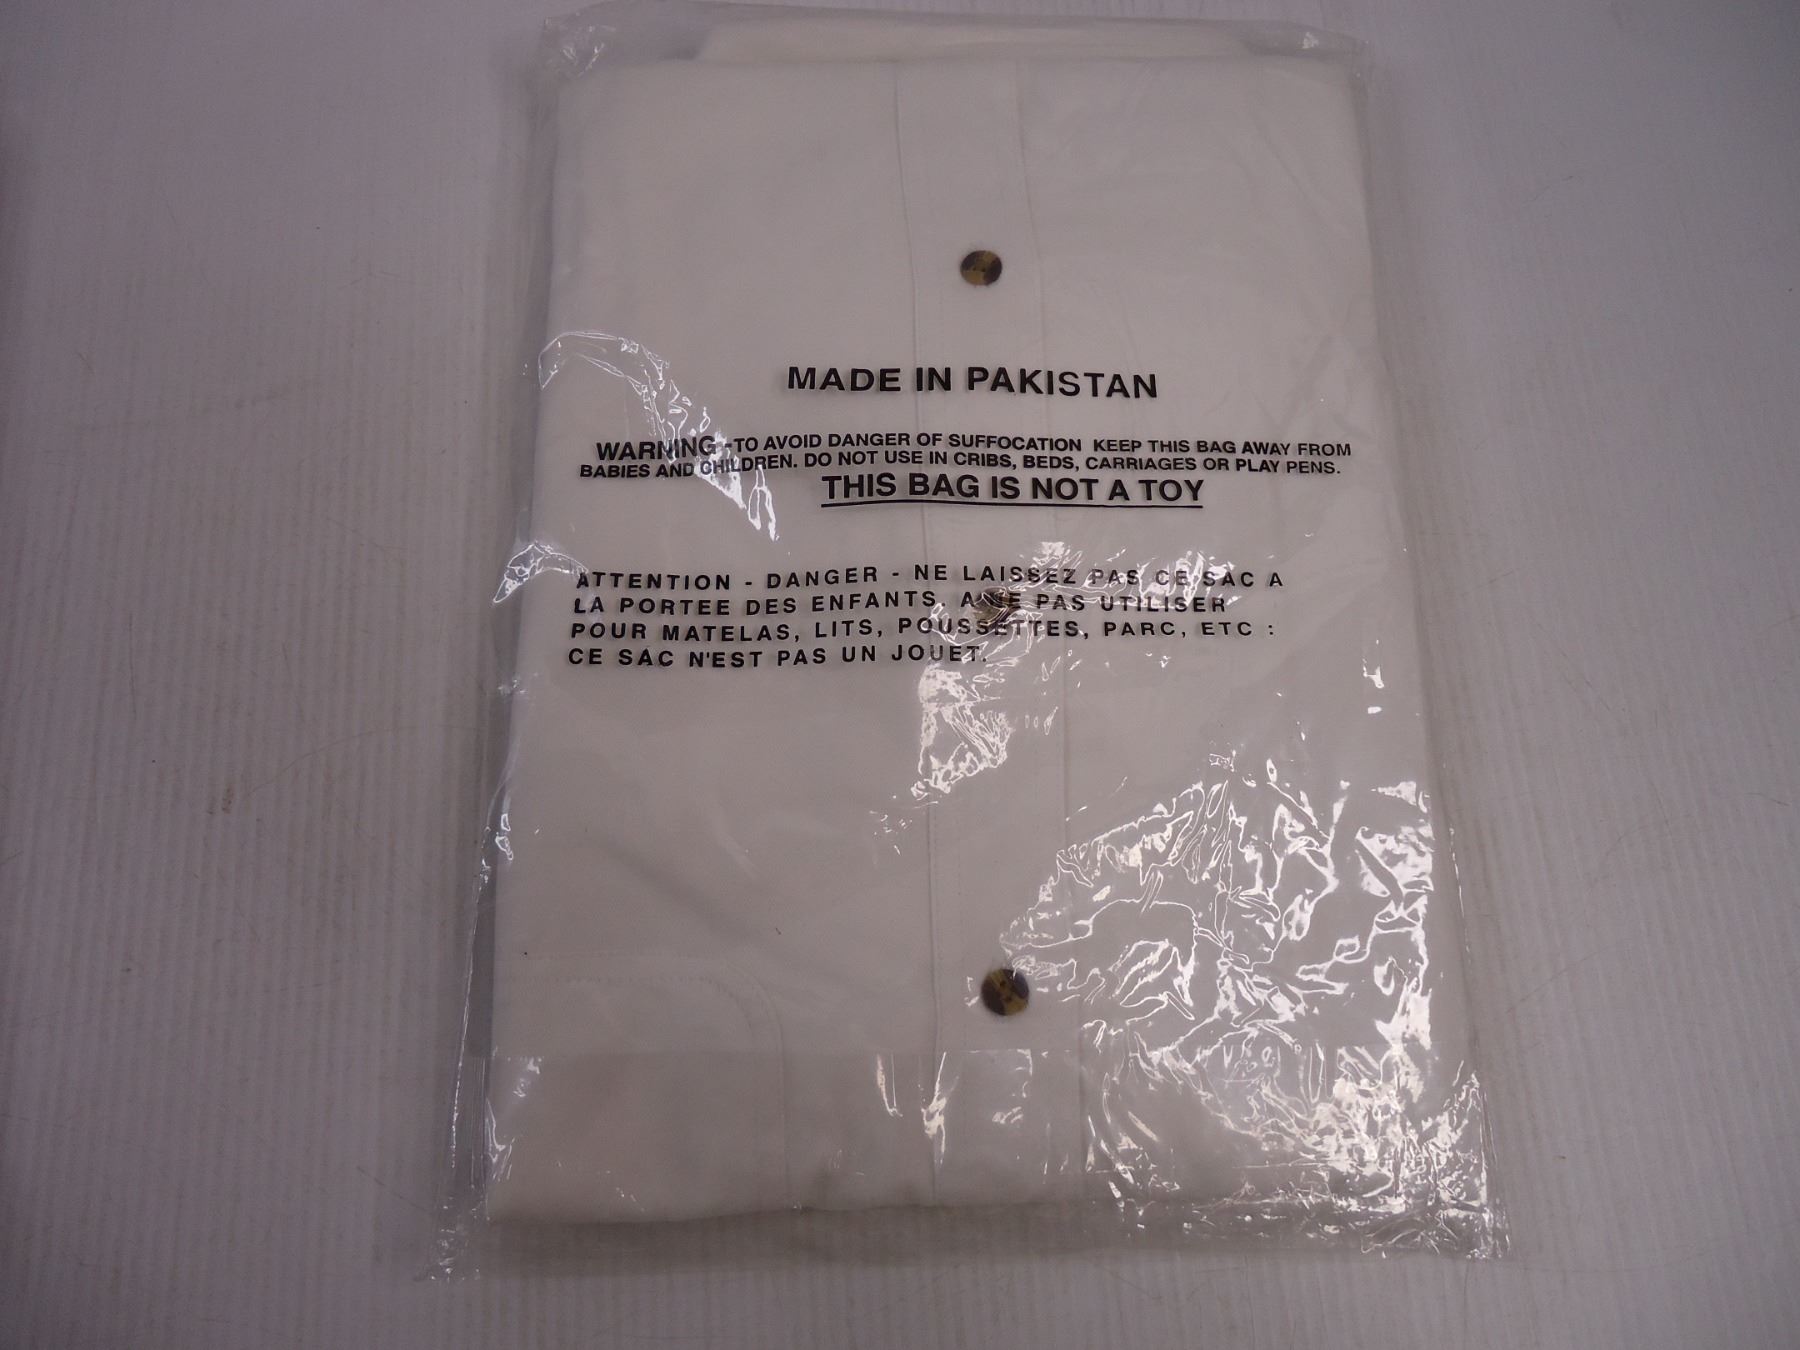 MADE IN PAKISTAN
WARNING -TO AVOID DANGER OF SUFFOCATION KEEP THIS BAG AWAY FROM
BABIES AND CHILDREN. DO NOT USE IN CRIBS, BEDS, CARRIAGES OR PLAY PENS.
THIS BAG IS NOT A TOY
ATTENTION - DANGER - NE LAISSEZ PAS CE SAC A
LA PORTEE DES ENFANTS, A NE PAS UTILISER
POUR MATELAS, LITS, POUSSETTES, PARC, ETC :
CE SAC N'EST PAS UN JOUET.